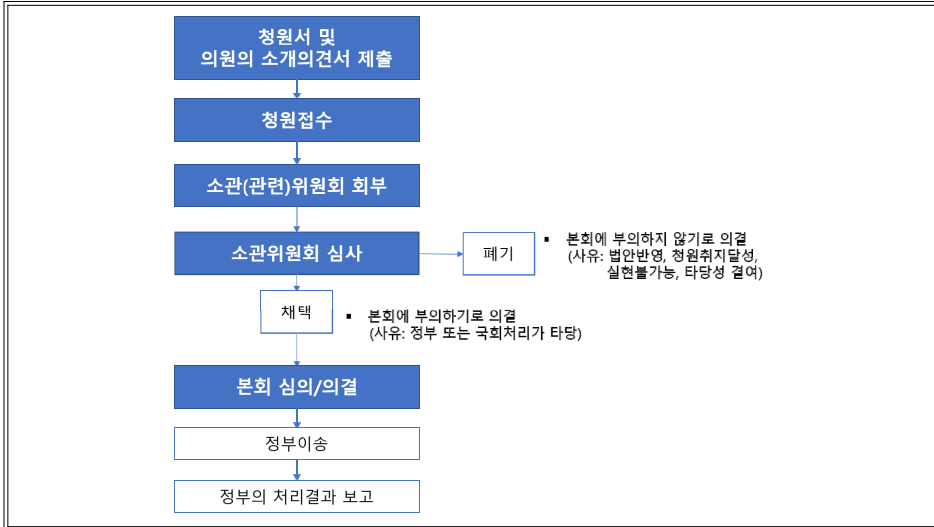 청원서 및
의원의 소개의견서 제출
청원접수
소관(관련)위원회 회부
소관위원회 심사
폐기
▪ 본회에 부의하지 않기로 의결
(사유: 법안반영, 청원취지달성,
실현불가능, 타당성 결여)
채택
▪ 본회에 부의하기로 의결
(사유: 정부 또는 국회처리가 타당)
본회 심의/의결
정부이송
정부의 처리결과 보고